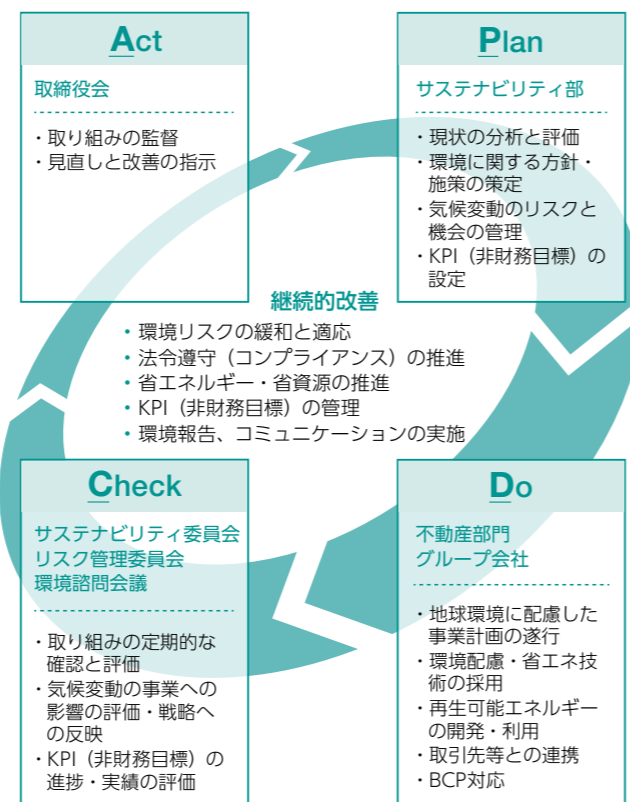 Act
取締役会
・取り組みの監督
・見直しと改善の指示
Plan
サステナビリティ部
・現状の分析と評価
・環境に関する方針・
施策の策定
・気候変動のリスクと
機会の管理
・KPI（非財務目標）の
設定
継続的改善
・環境リスクの緩和と適応
・法令遵守（コンプライアンス）の推進
・省エネルギー・省資源の推進
・KPI（非財務目標）の管理
・環境報告、コミュニケーションの実施
Check
サステナビリティ委員会
リスク管理委員会
環境諮問会議
・取り組みの定期的な
確認と評価
・気候変動の事業への
影響の評価・戦略へ
の反映
・KPI（非財務目標）の
進捗・実績の評価
Do
不動産部門
グループ会社
・地球環境に配慮した
事業計画の遂行
・環境配慮・省エネ技
術の採用
・再生可能エネルギー
の開発・利用
・取引先等との連携
・BCP対応